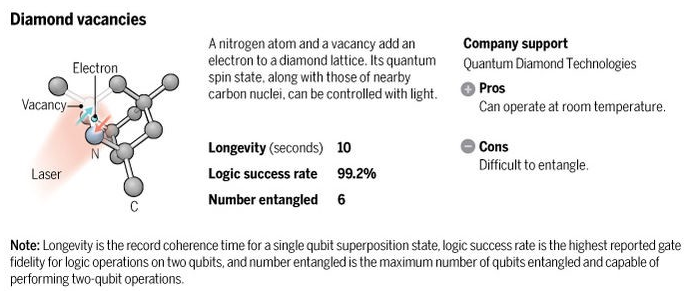 Diamond vacancies
Electron
Vacancy
N
Laser
C
A nitrogen atom and a vacancy add an
electron to a diamond lattice. Its quantum
spin state, along with those of nearby
carbon nuclei, can be controlled with light.
Longevity (seconds) 10
Logic success rate 99.2%
Number entangled 6
Company support
Quantum Diamond Technologies
+ Pros
Can operate at room temperature.
− Cons
Difficult to entangle.
Note: Longevity is the record coherence time for a single qubit superposition state, logic success rate is the highest reported gate
fidelity for logic operations on two qubits, and number entangled is the maximum number of qubits entangled and capable of
performing two-qubit operations.